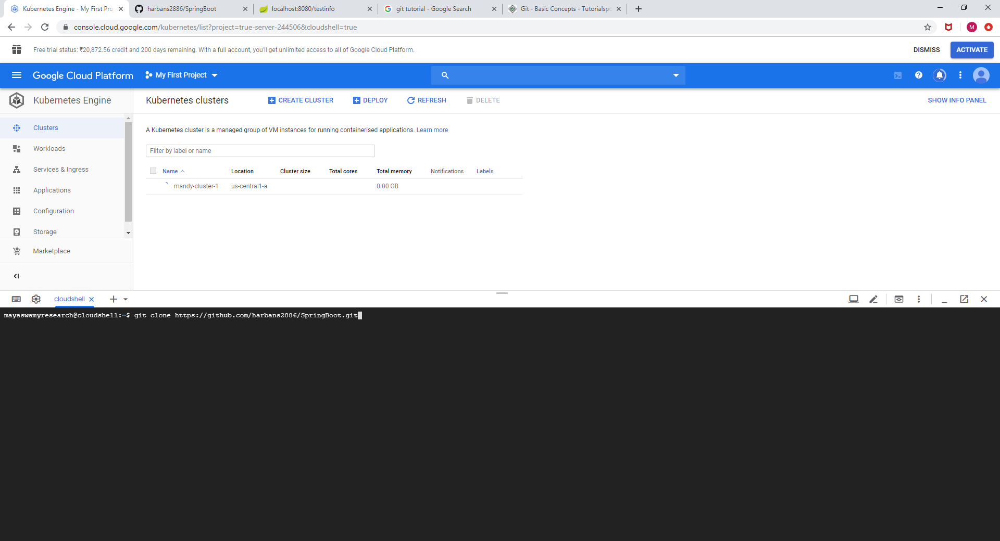 Kubernetes Engine - My First Pro
harbans2886/SpringBoot
localhost:8080/testinfo
git tutorial - Google Search
Git - Basic Concepts - Tutorialspo
console.cloud.google.com/kubernetes/list?project=true-server-244506&cloudshell=true
M
Free trial status: ₹20,872.56 credit and 200 days remaining. With a full account, you'll get unlimited access to all of Google Cloud Platform.
DISMISS
ACTIVATE
Google Cloud Platform
My First Project
Kubernetes Engine
Kubernetes clusters
CREATE CLUSTER
DEPLOY
REFRESH
DELETE
SHOW INFO PANEL
Clusters
Workloads
Services & Ingress
Applications
Configuration
Storage
Marketplace
A Kubernetes cluster is a managed group of VM instances for running containerised applications. Learn more
Filter by label or name
Name Location Cluster size Total cores Total memory Notifications Labels
mandy-cluster-1 us-central1-a 0.00 GB
cloudshell
mayaswamyresearch@cloudshell:~$ git clone https://github.com/harbans2886/SpringBoot.git